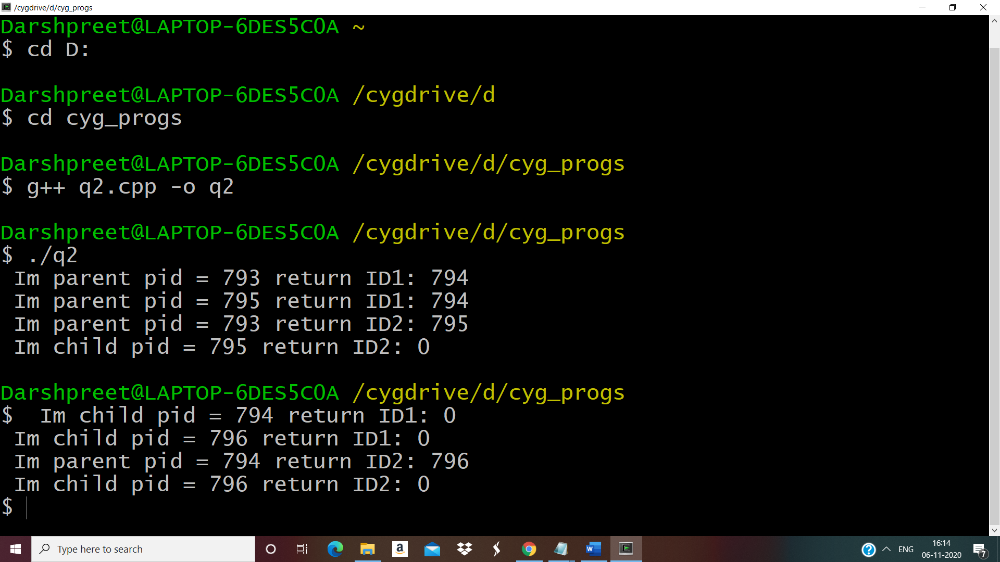 /cygdrive/d/cyg_progs
Darshpreet@LAPTOP-6DES5C0A ~
$ cd D:
Darshpreet@LAPTOP-6DES5C0A /cygdrive/d
$ cd cyg_progs
Darshpreet@LAPTOP-6DES5C0A /cygdrive/d/cyg_progs
$ g++ q2.cpp -o q2
Darshpreet@LAPTOP-6DES5C0A /cygdrive/d/cyg_progs
$ ./q2
Im parent pid = 793 return ID1: 794
Im parent pid = 795 return ID1: 794
Im parent pid = 793 return ID2: 795
Im child pid = 795 return ID2: 0
Darshpreet@LAPTOP-6DES5C0A /cygdrive/d/cyg_progs
$  Im child pid = 794 return ID1: 0
Im child pid = 796 return ID1: 0
Im parent pid = 794 return ID2: 796
Im child pid = 796 return ID2: 0
$
Type here to search
a
W
?
ENG
16:14
06-11-2020
7